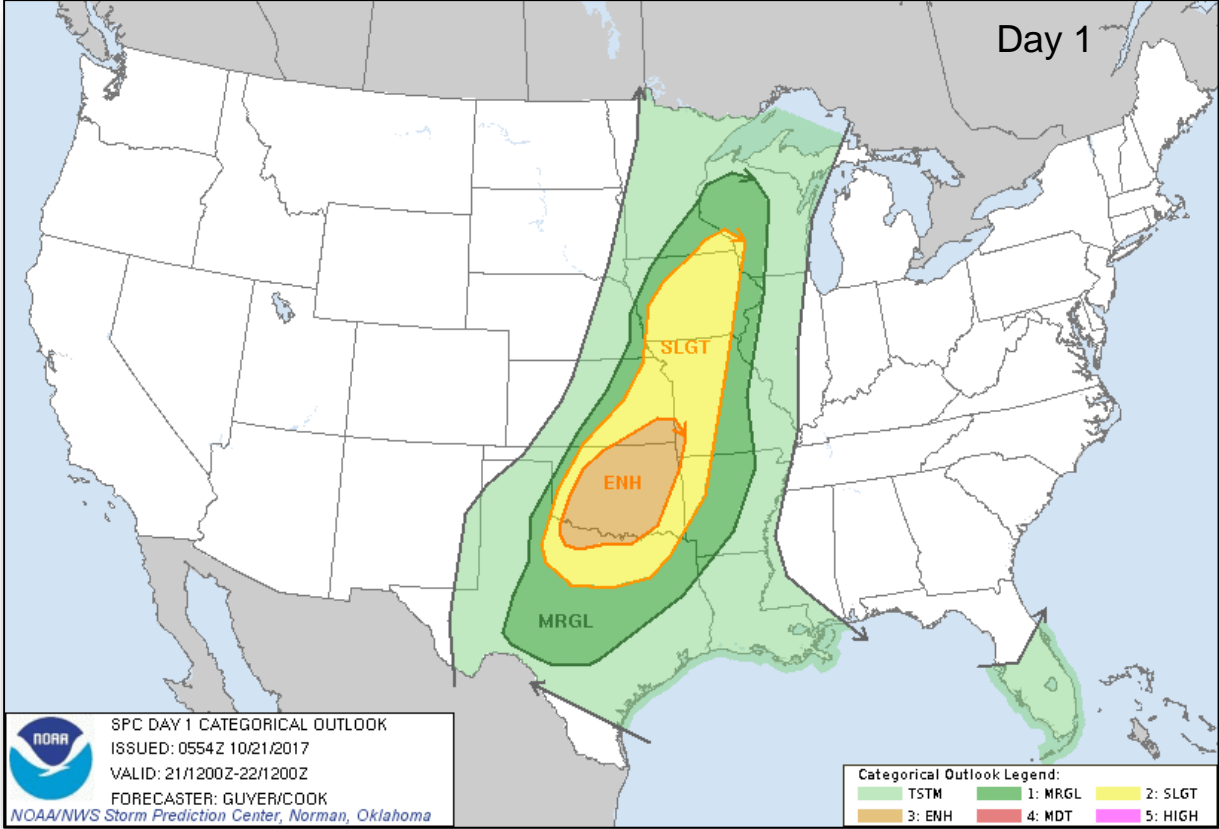 Day 1
SLGT
ENH
MRGL
NOAA
SPC DAY 1 CATEGORICAL OUTLOOK
ISSUED: 0554Z 10/21/2017
VALID: 21/1200Z-22/1200Z
FORECASTER: GUYER/COOK
NOAA/NWS Storm Prediction Center, Norman, Oklahoma
Categorical Outlook Legend:
TSTM 1: MRGL 2: SLGT
3: ENH 4: MDT 5: HIGH